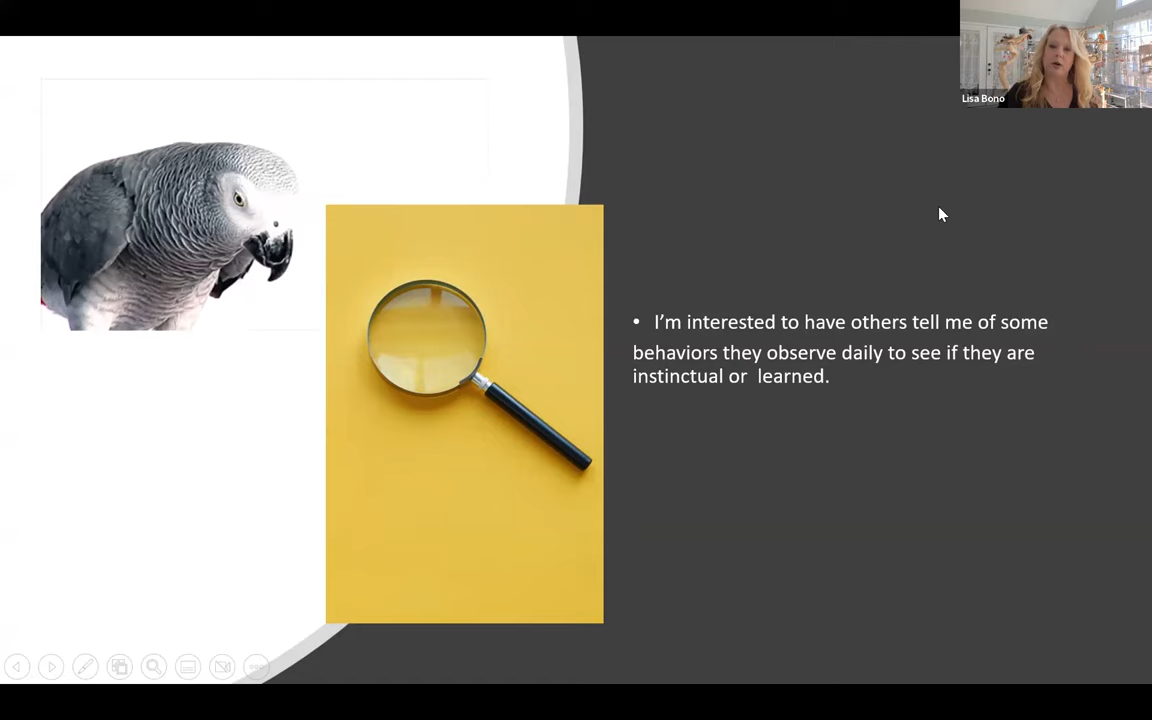 Lisa Bono
• I'm interested to have others tell me of some
behaviors they observe daily to see if they are
instinctual or  learned.